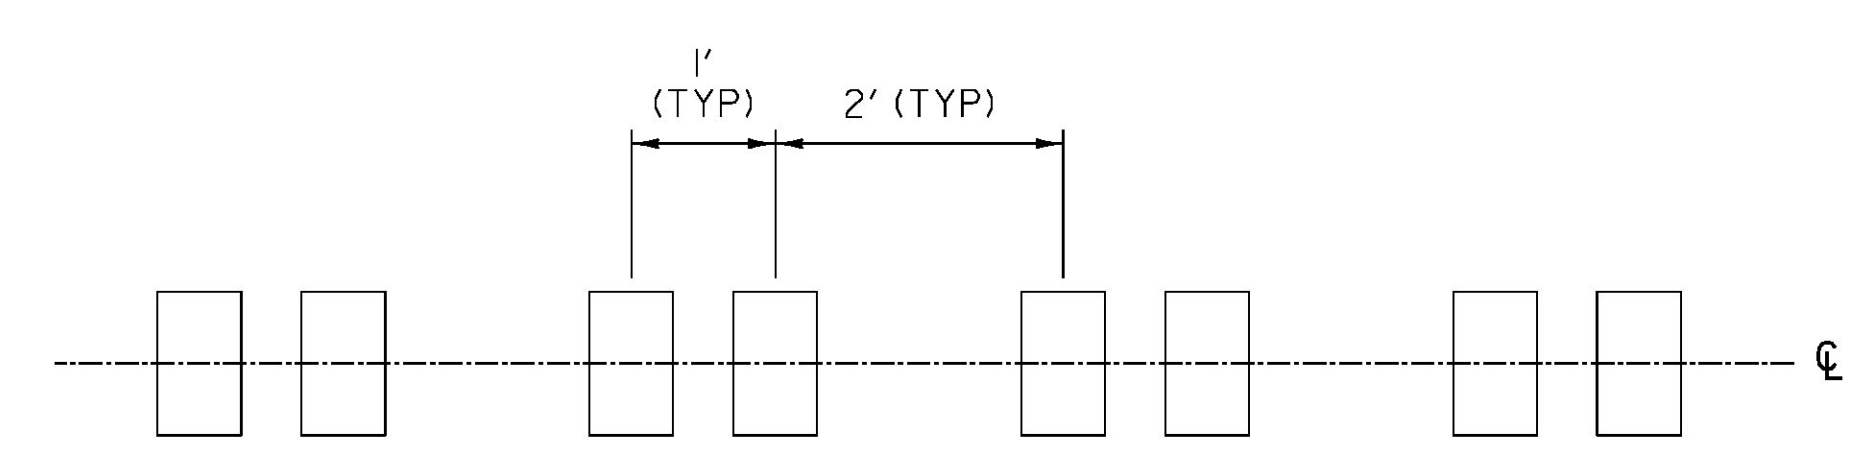 1'
(TYP)
2' (TYP)
℄